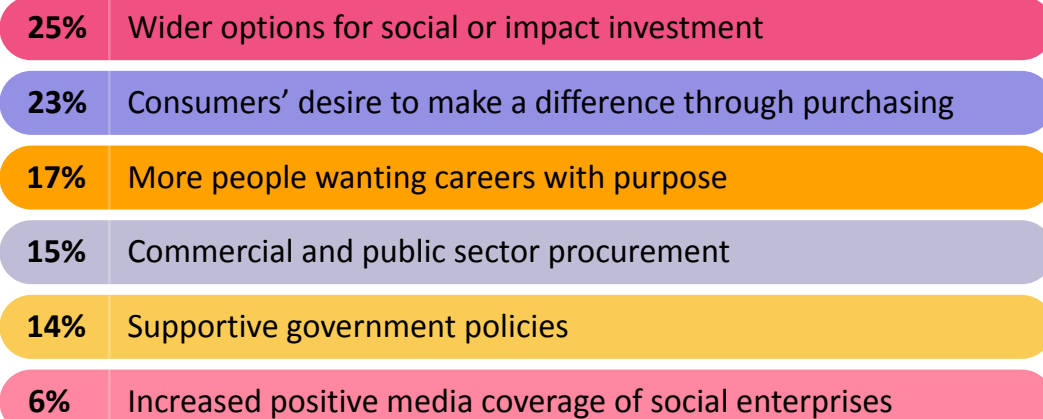 25% Wider options for social or impact investment
23% Consumers’ desire to make a difference through purchasing
17% More people wanting careers with purpose
15% Commercial and public sector procurement
14% Supportive government policies
6% Increased positive media coverage of social enterprises